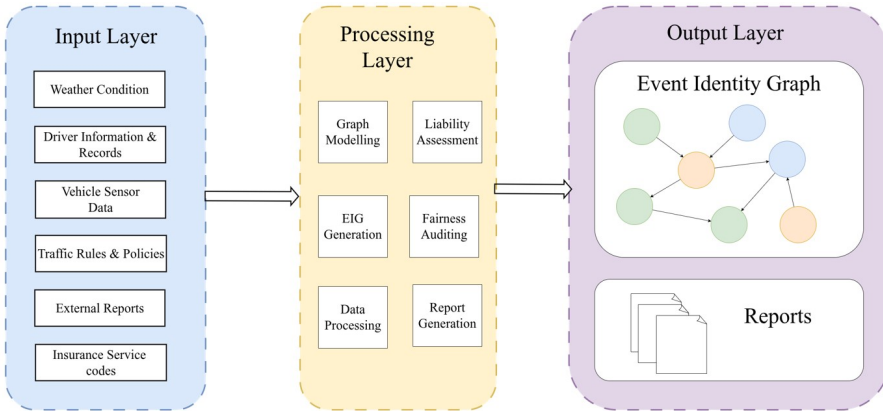 Input Layer
Weather Condition
Driver Information &
Records
Vehicle Sensor
Data
Traffic Rules & Policies
External Reports
Insurance Service
codes
Processing
Layer
Graph
Modelling
Liability
Assessment
EIG
Generation
Fairness
Auditing
Data
Processing
Report
Generation
Output Layer
Event Identity Graph
Reports